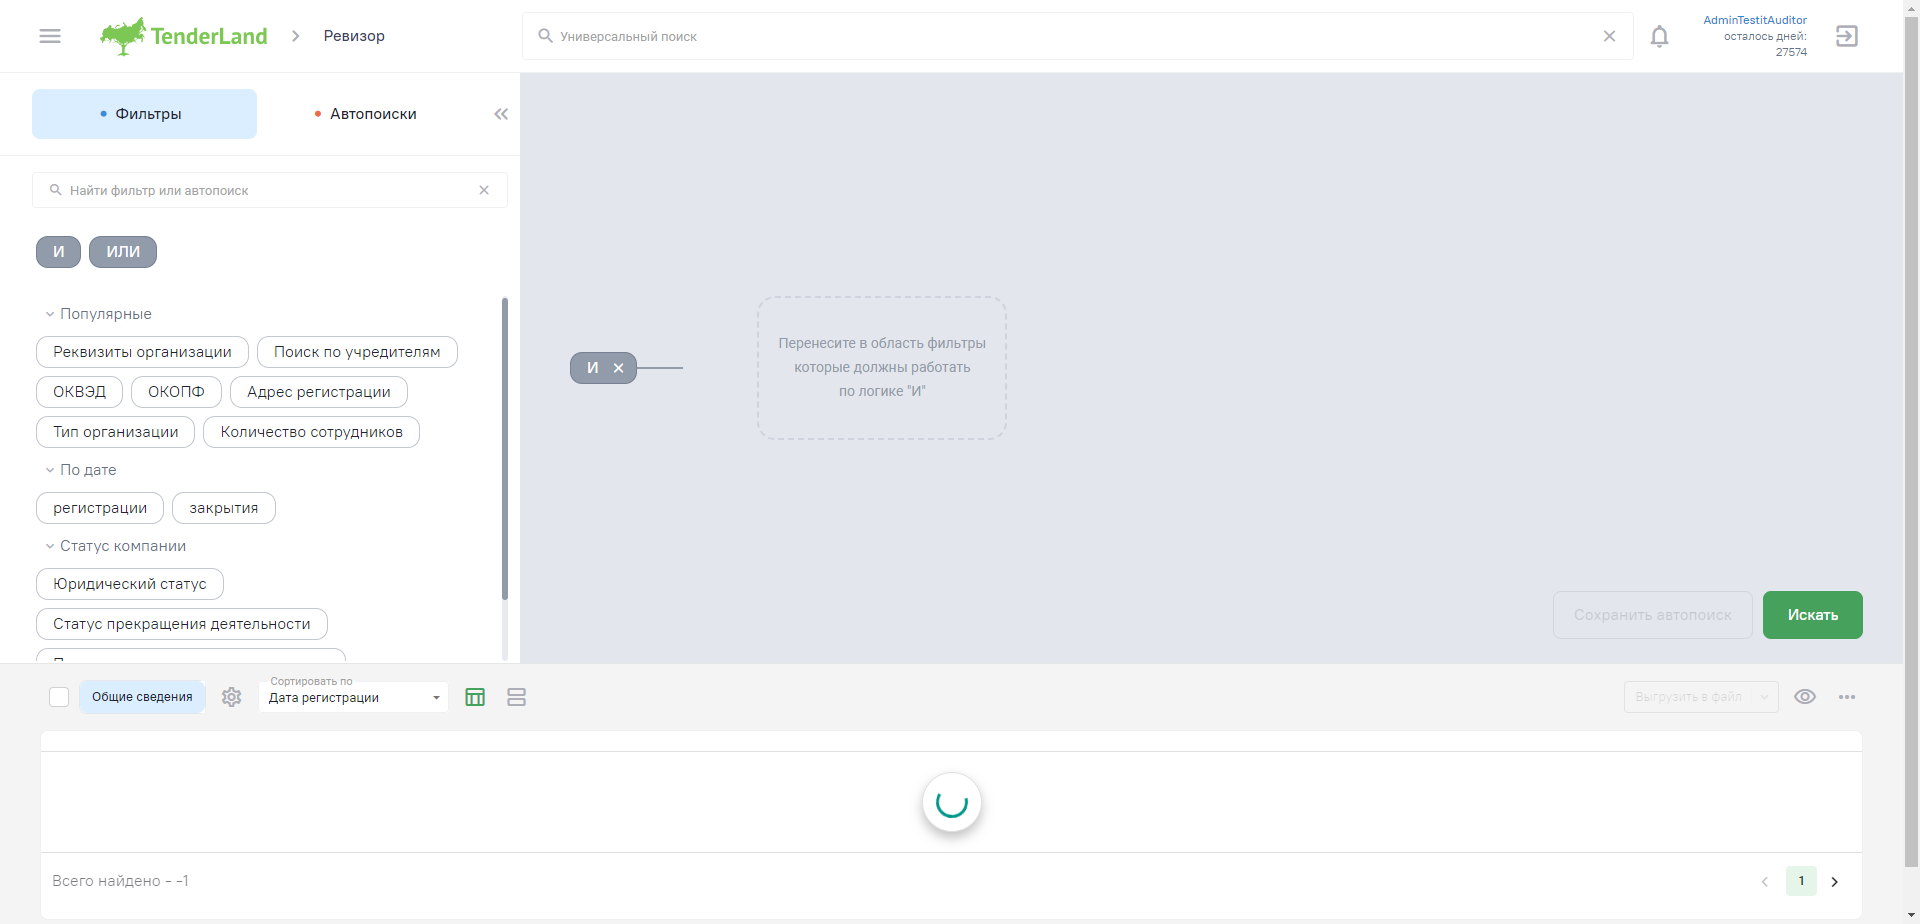 TenderLand
Ревизор
Универсальный поиск
AdminTestitAuditor
осталось дней:
27574
Фильтры
Автопоиски
Найти фильтр или автопоиск
И
ИЛИ
Популярные
Реквизиты организации
Поиск по учредителям
ОКВЭД
ОКОПФ
Адрес регистрации
Тип организации
Количество сотрудников
По дате
регистрации
закрытия
Статус компании
Юридический статус
Статус прекращения деятельности
И
Перенесите в область фильтры
которые должны работать
по логике "И"
Сохранить автопоиск
Искать
Общие сведения
Сортировать по
Дата регистрации
Выгрузить в файл
Всего найдено - -1
1